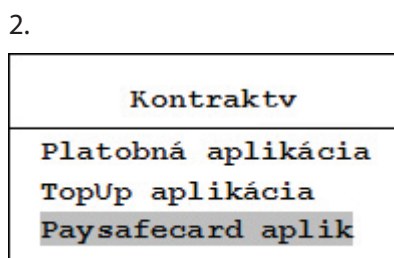 2.
Kontraktv
Platobná aplikácia
TopUp aplikácia
Paysafecard aplik